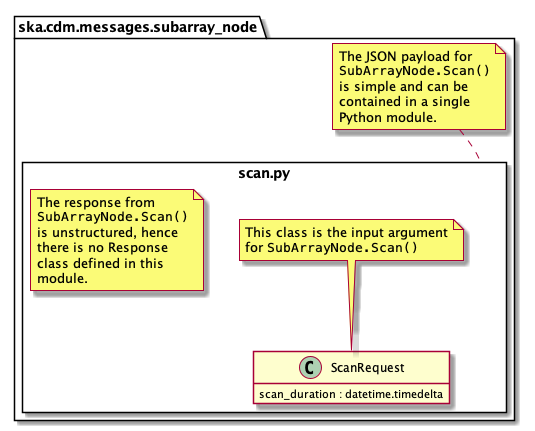 ska.cdm.messages.subarray_node
The JSON payload for
SubArrayNode.Scan()
is simple and can be
contained in a single
Python module.
scan.py
The response from
SubArrayNode.Scan()
is unstructured, hence
there is no Response
class defined in this
module.
This class is the input argument
for SubArrayNode.Scan()
C ScanRequest
scan_duration : datetime.timedelta